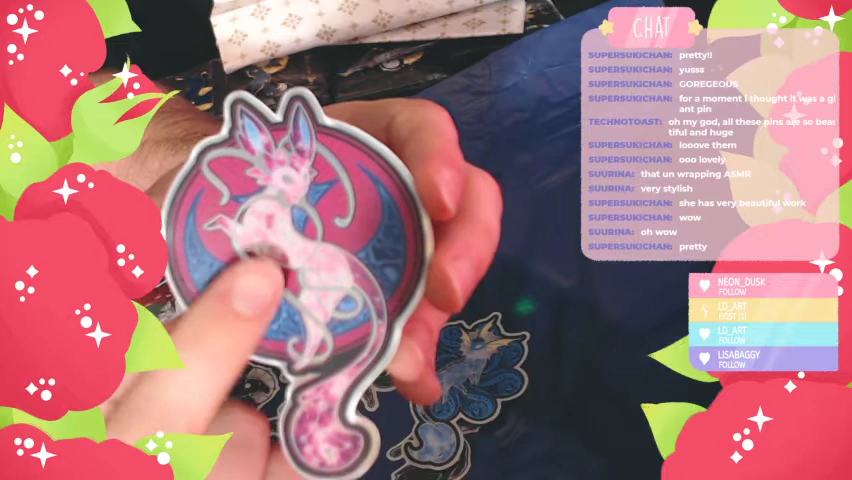 CHAT
SUPERSUKICHAN: pretty!!
SUPERSUKICHAN: yusss
SUPERSUKICHAN: GOREGEOUS
SUPERSUKICHAN: for a moment I thought it was a gi
ant pin
TECHNOTOAST: oh my god, all these pins are so beau
tiful and huge
SUPERSUKICHAN: looove them
SUPERSUKICHAN: ooo lovely
SUURINA: that un wrapping ASMR
SUURINA: very stylish
SUPERSUKICHAN: she has very beautiful work
SUPERSUKICHAN: wow
SUURINA: oh wow
SUPERSUKICHAN: pretty
NEON_DUSK
FOLLOW
LD_ART
HOST (1)
LD_ART
FOLLOW
LISABAGGY
FOLLOW